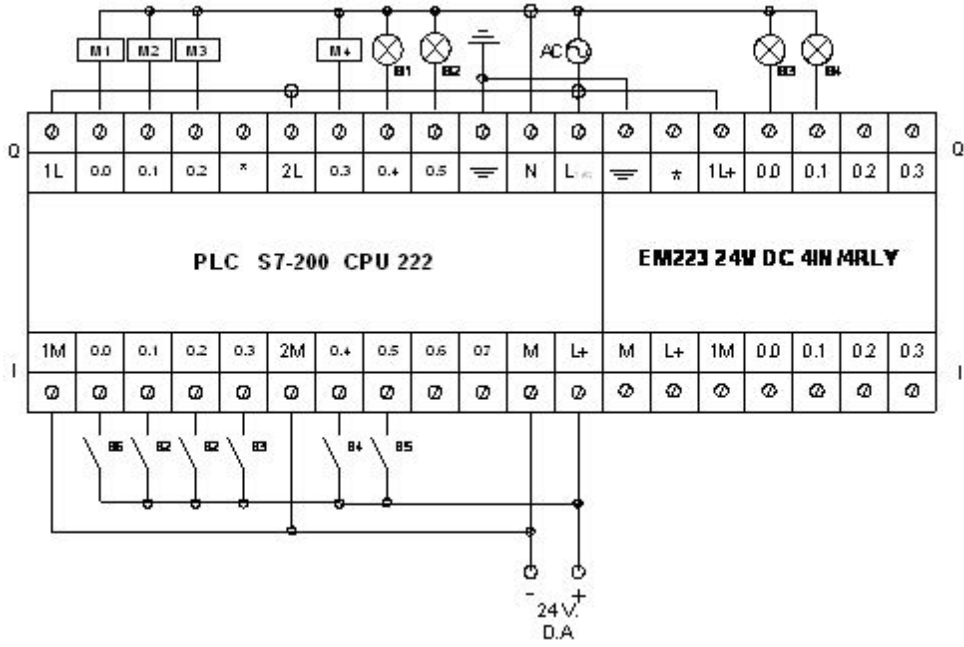 M1 M2 M3 M4 B1 B2 AC B3 B4
Q Q
1L 0.0 0.1 0.2 * 2L 0.3 0.4 0.5 N L * 1L+ 0.0 0.1 0.2 0.3
PLC S7-200 CPU 222
EM223 24V DC 4IN/4RLY
1M 0.0 0.1 0.2 0.3 2M 0.4 0.5 0.6 0.7 M L+ M L+ 1M 0.0 0.1 0.2 0.3
I I
B6 B2 B2 B3 B4 B5
- +
24 V.
D.A